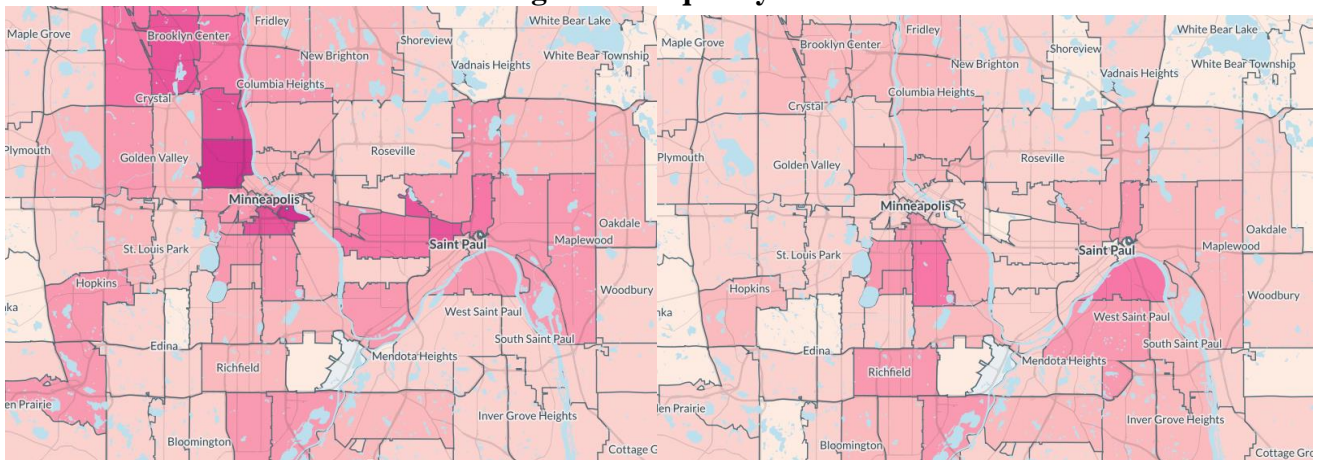 Fridley
Maple Grove
Brooklyn Center
Shoreview
White Bear Lake
New Brighton
Vadnais Heights
White Bear Township
Columbia Heights
Crystal
Plymouth
Golden Valley
Roseville
Minneapolis
Oakdale
St. Louis Park
Saint Paul
Maplewood
Hopkins
Woodbury
nka
West Saint Paul
Edina
South Saint Paul
Mendota Heights
Richfield
en Prairie
Inver Grove Heights
Bloomington
Cottage G
Fridley
White Bear Lake
Maple Grove
Brooklyn Center
Shoreview
New Brighton
Vadnais Heights
White Bear Township
Columbia Heights
Crystal
Plymouth
Golden Valley
Roseville
Minneapolis
Oakdale
St. Louis Park
Saint Paul
Maplewood
Hopkins
Woodbury
ka
West Saint Paul
Edina
South Saint Paul
Mendota Heights
Richfield
en Prairie
Inver Grove Heights
Bloomington
Cottage Gro